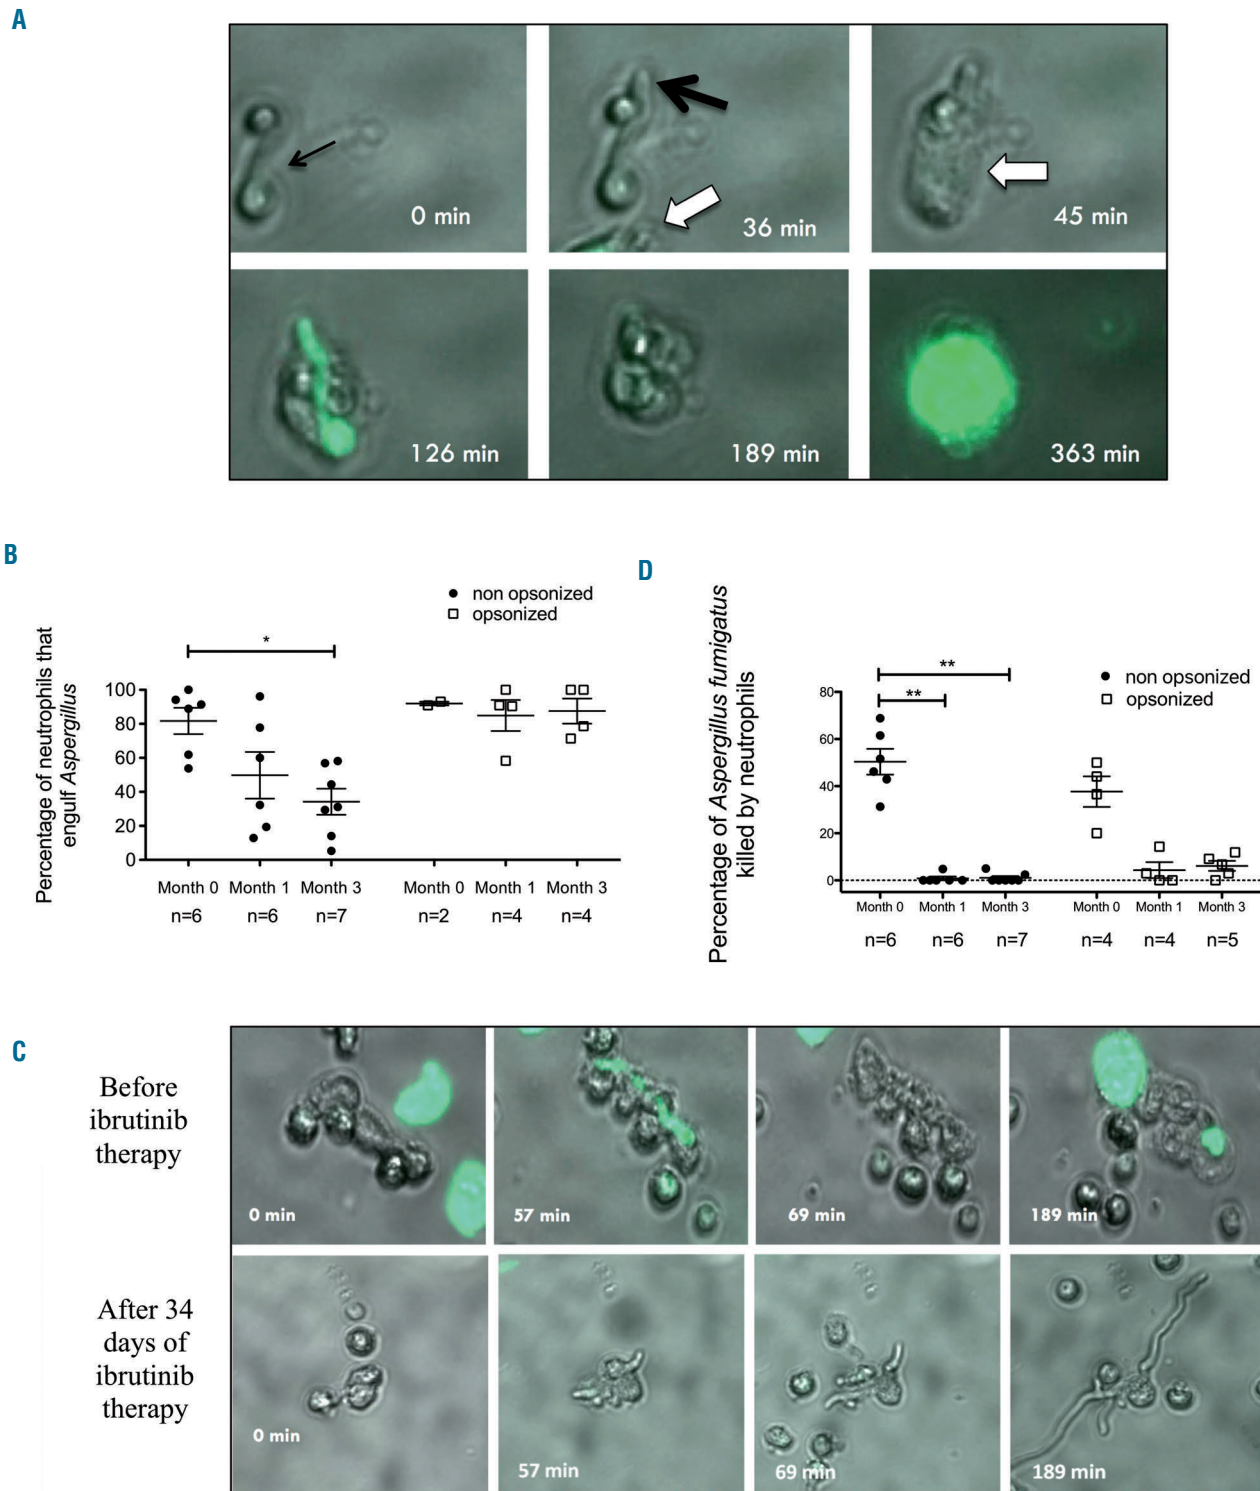 A
0 min
36 min
45 min
126 min
189 min
363 min
B
Percentage of neutrophils that
engulf Aspergillus
non opsonized
opsonized
*
100
80
60
40
20
0
Month 0
Month 1
Month 3
Month 0
Month 1
Month 3
n=6
n=6
n=7
n=2
n=4
n=4
D
Percentage of Aspergillus fumigatus
killed by neutrophils
non opsonized
opsonized
**
**
80
60
40
20
0
Month 0
Month 1
Month 3
Month 0
Month 1
Month 3
n=6
n=6
n=7
n=4
n=4
n=5
C
Before
ibrutinib
therapy
0 min
57 min
69 min
189 min
After 34
days of
ibrutinib
therapy
0 min
57 min
69 min
189 min